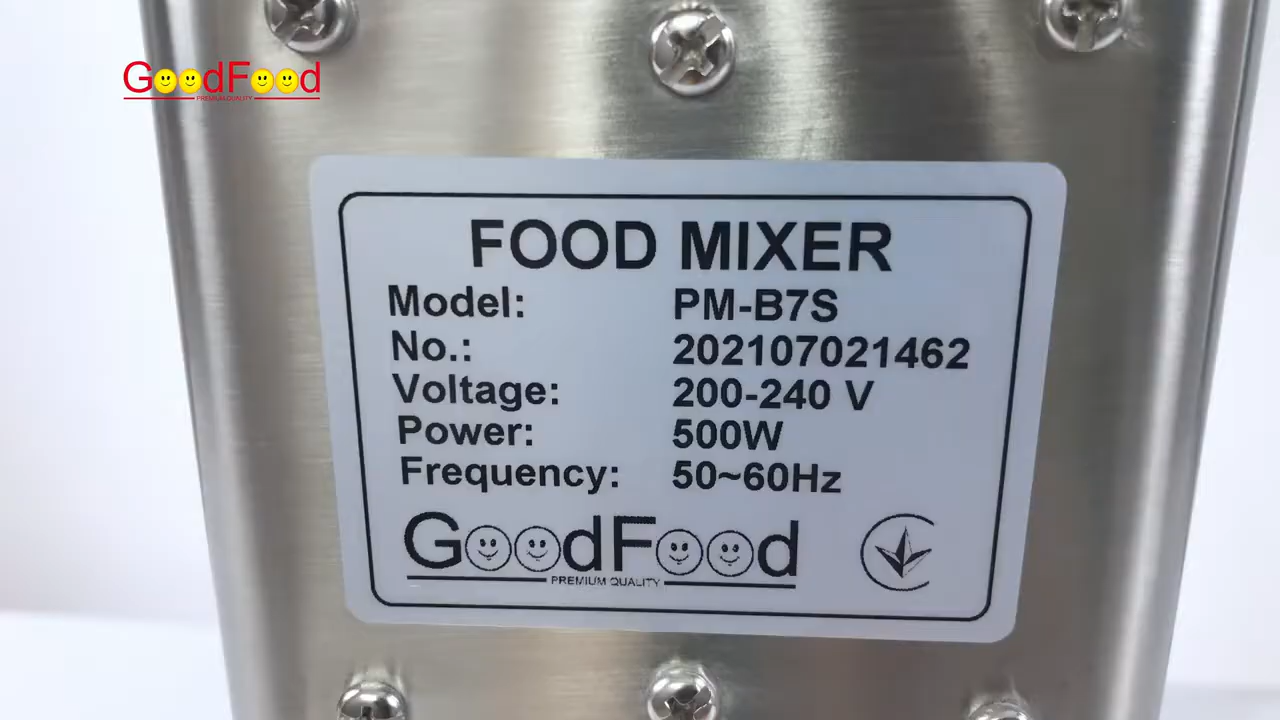 GoodFood
PREMIUM QUALITY
FOOD MIXER
Model: PM-B7S
No.: 202107021462
Voltage: 200-240 V
Power: 500W
Frequency: 50~60Hz
GoodFood
PREMIUM QUALITY